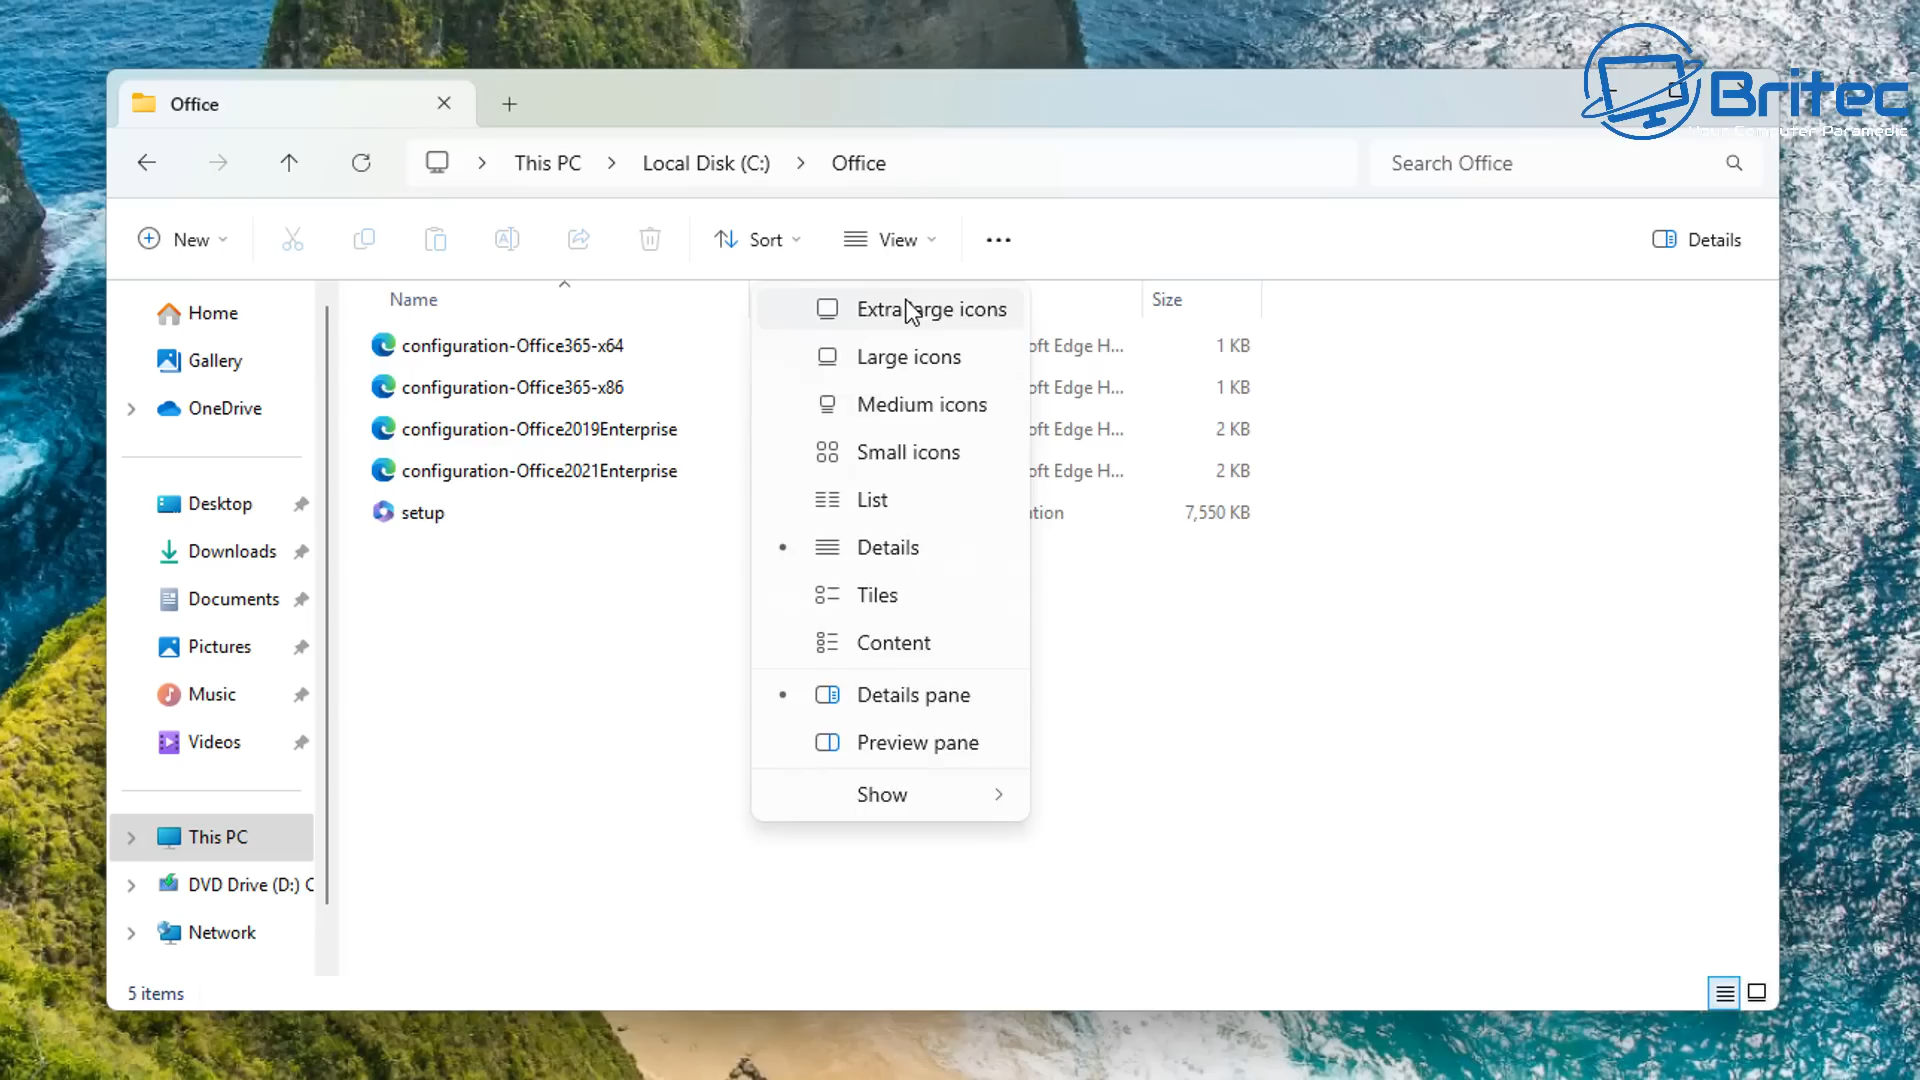 Britec
Your Computer Paramedic
Office
This PC
Local Disk (C:)
Office
Search Office
New
Sort
View
Details
Name
Size
Home
Gallery
OneDrive
Desktop
Downloads
Documents
Pictures
Music
Videos
This PC
DVD Drive (D:) C
Network
configuration-Office365-x64
oft Edge H...
1 KB
configuration-Office365-x86
oft Edge H...
1 KB
configuration-Office2019Enterprise
oft Edge H...
2 KB
configuration-Office2021Enterprise
oft Edge H...
2 KB
setup
ation
7,550 KB
Extra large icons
Large icons
Medium icons
Small icons
List
Details
Tiles
Content
Details pane
Preview pane
Show
5 items